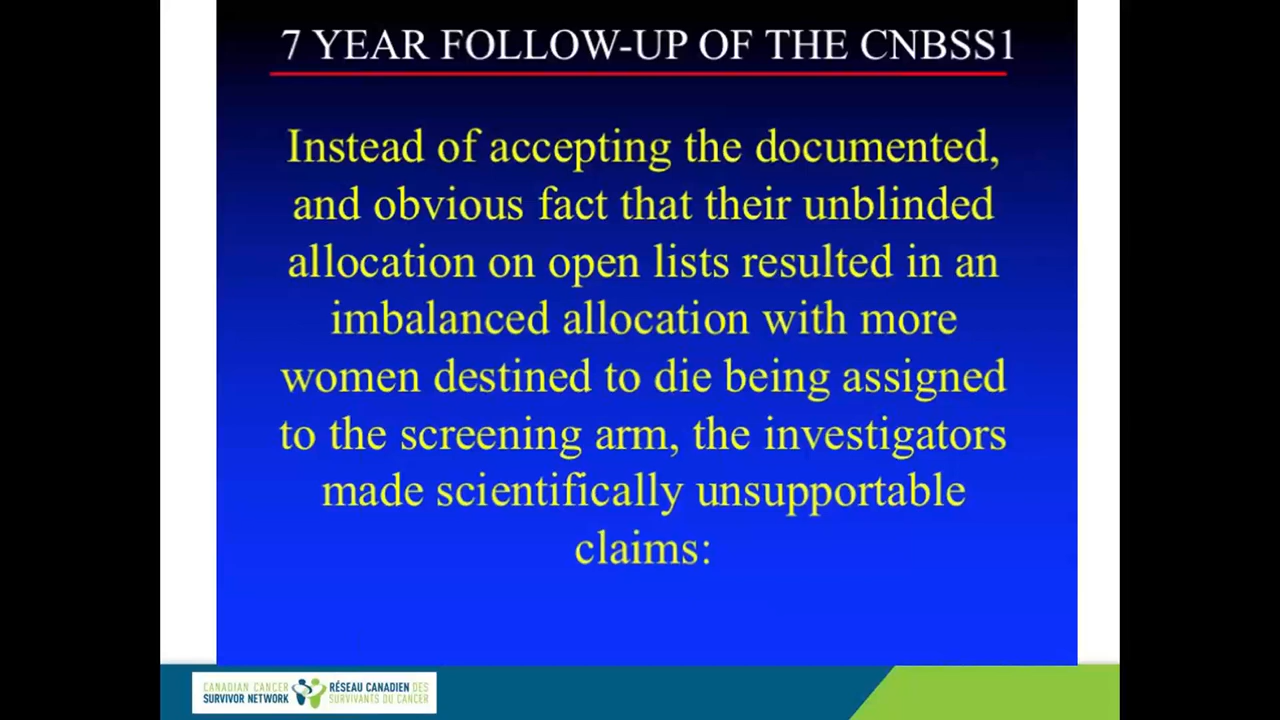 7 YEAR FOLLOW-UP OF THE CNBSS1
Instead of accepting the documented,
and obvious fact that their unblinded
allocation on open lists resulted in an
imbalanced allocation with more
women destined to die being assigned
to the screening arm, the investigators
made scientifically unsupportable
claims:
CANADIAN CANCER
SURVIVOR NETWORK
RÉSEAU CANADIEN DES
SURVIVANTS DU CANCER